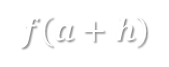 f(a + h)